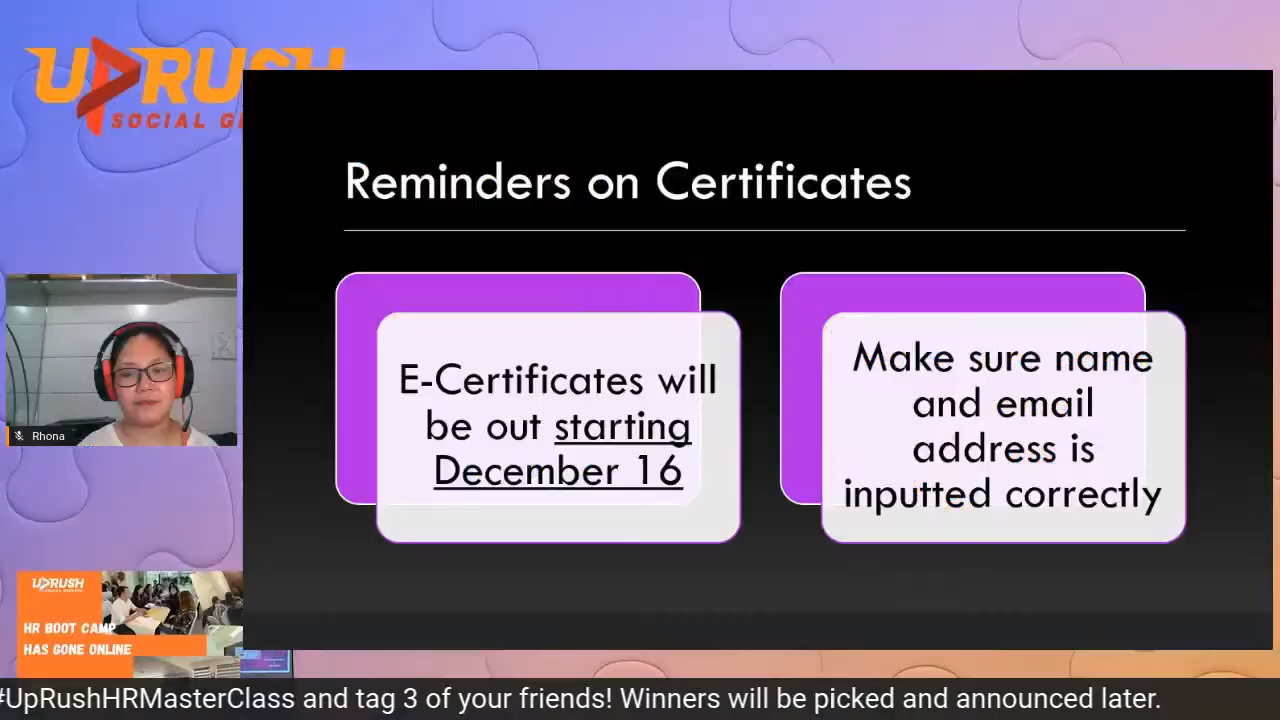 UPRUSH
SOCIAL
Reminders on Certificates
E-Certificates will
be out starting
December 16
Make sure name
and email
address is
inputted correctly
Rhona
UPRUSH
HR BOOT CAMP
HAS GONE ONLINE
#UpRushHRMasterClass and tag 3 of your friends! Winners will be picked and announced later.